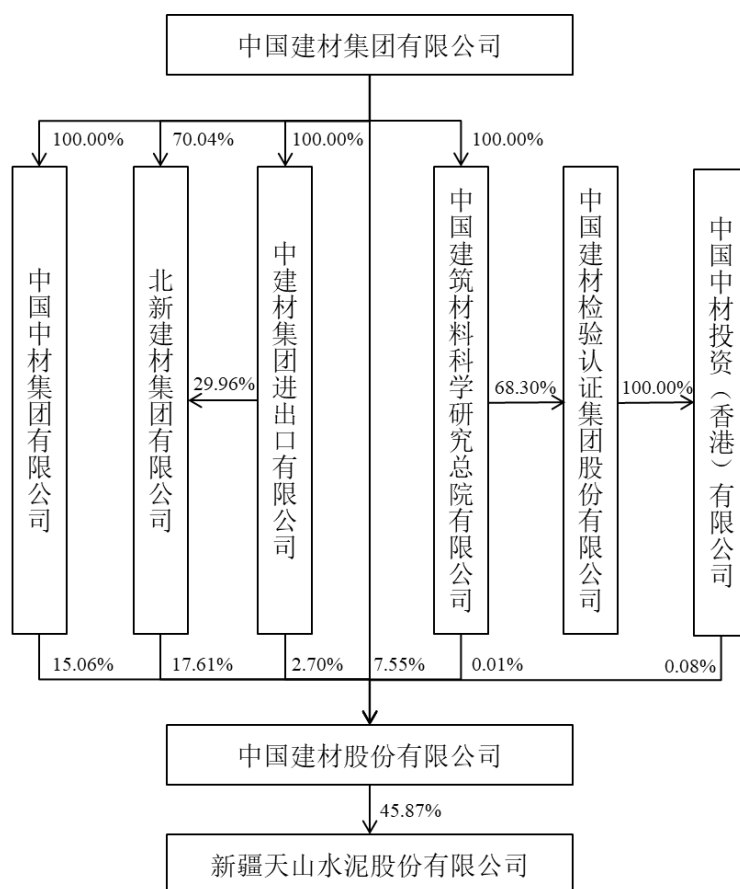 中国建材集团有限公司
100.00%
70.04%
100.00%
100.00%
中国中材集团有限公司
北新建材集团有限公司
29.96%
中建材集团进出口有限公司
中国建筑材料科学研究总院有限公司
68.30%
中国建材检验认证集团股份有限公司
100.00%
中国中材投资（香港）有限公司
15.06%
17.61%
2.70%
7.55%
0.01%
0.08%
中国建材股份有限公司
45.87%
新疆天山水泥股份有限公司